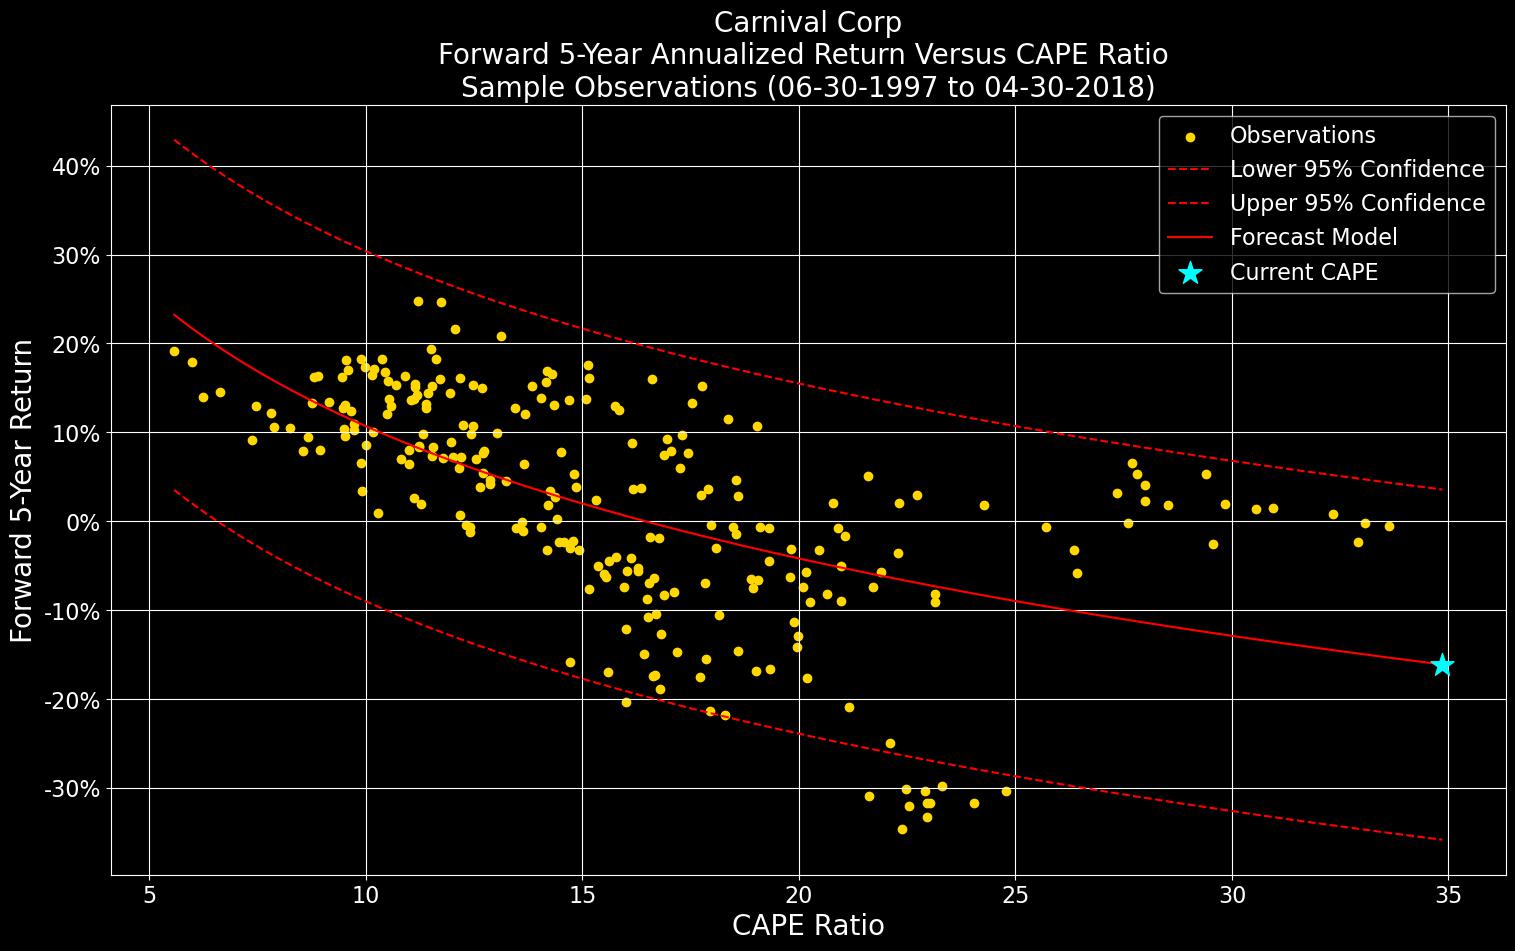 Carnival Corp
Forward 5-Year Annualized Return Versus CAPE Ratio
Sample Observations (06-30-1997 to 04-30-2018)
Observations
Lower 95% Confidence
Upper 95% Confidence
Forecast Model
Current CAPE
Forward 5-Year Return
40%
30%
20%
10%
0%
-10%
-20%
-30%
5
10
15
20
25
30
35
CAPE Ratio